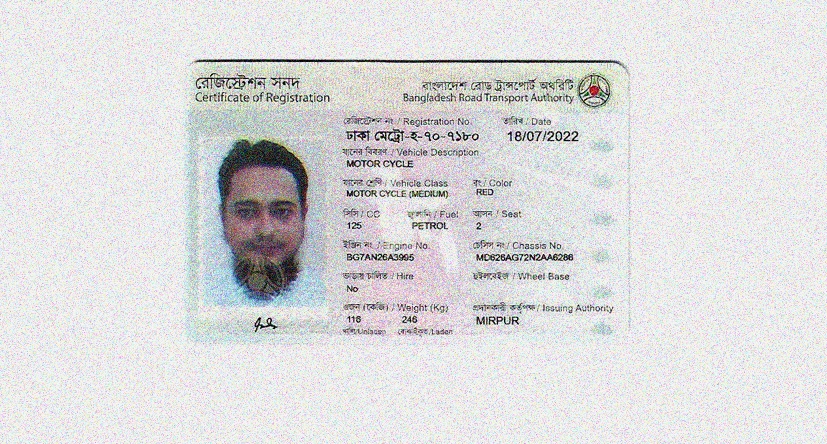 রেজিস্ট্রেশন সনদ
Certificate of Registration
বাংলাদেশ রোড ট্রান্সপোর্ট অথরিটি
Bangladesh Road Transport Authority
রেজিস্ট্রেশন নং / Registration No.
তারিখ / Date
ঢাকা মেট্রো-হ-৭০-৭১৮০
18/07/2022
যানের বিবরণ / Vehicle Description
MOTOR CYCLE
যানের শ্রেণি / Vehicle Class
রং / Color
MOTOR CYCLE (MEDIUM)
RED
সিসি / CC
জ্বালানি / Fuel
আসন / Seat
125
PETROL
2
ইঞ্জিন নং / Engine No.
চেসিস নং / Chassis No.
BG7AN26A3995
MD626AG72N2AA6286
ভাড়ায় চালিত / Hire
হুইলবেইজ / Wheel Base
No
ওজন (কেজি) / Weight (Kg)
প্রদানকারী কর্তৃপক্ষ / Issuing Authority
116
246
MIRPUR
খালি/Unladen
বোঝাই/Laden